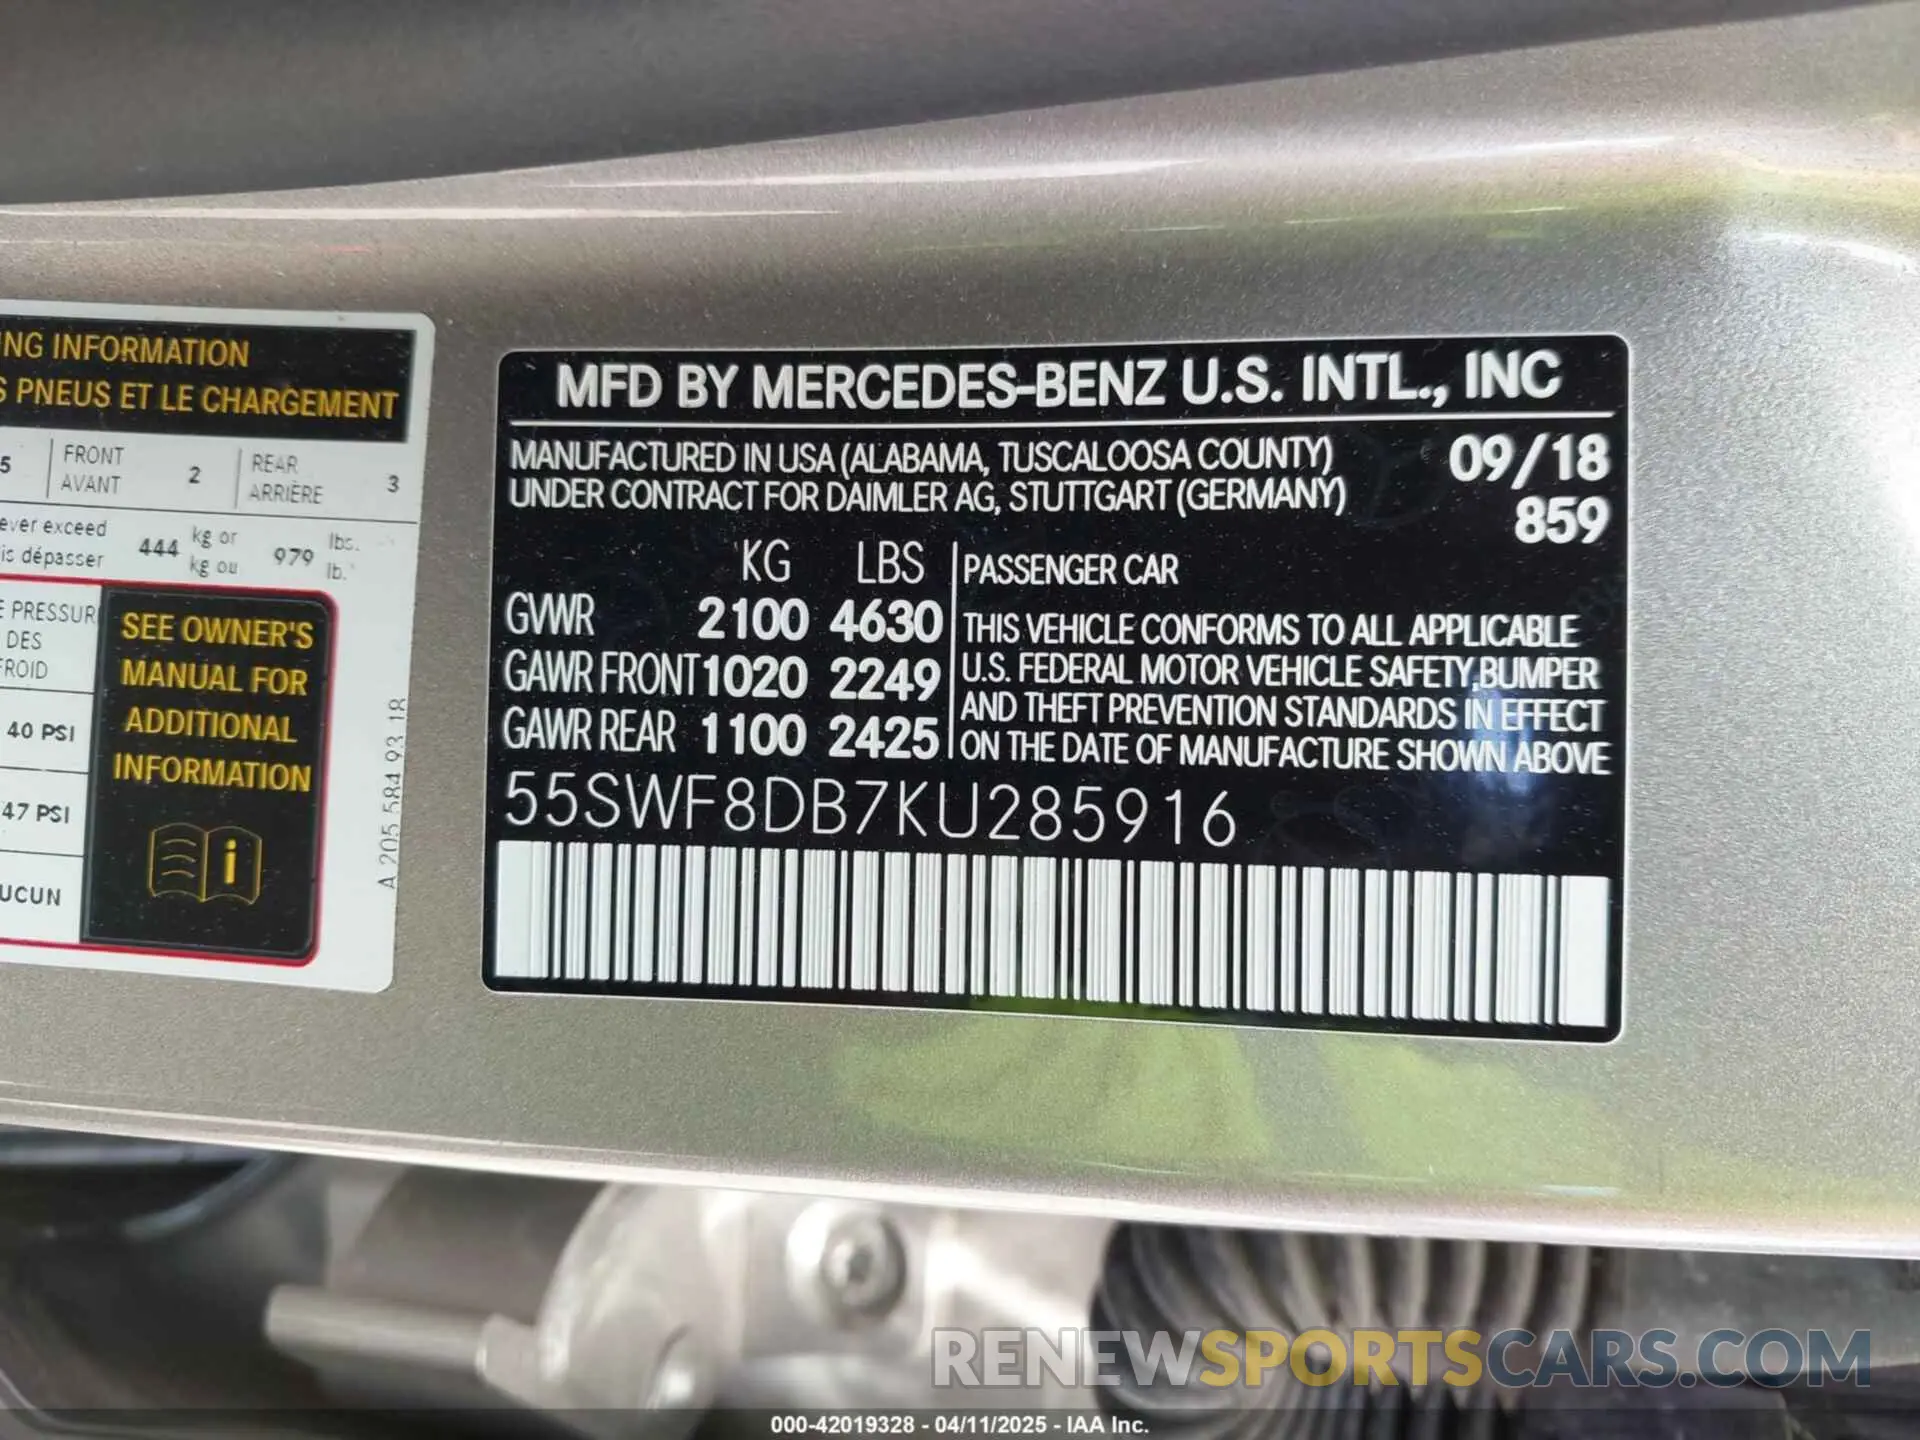 ING INFORMATION
S PNEUS ET LE CHARGEMENT
5 FRONT AVANT 2 REAR ARRIÈRE 3
ever exceed
is dépasser
444 kg or kg ou 979 lbs. lb.
E PRESSUR
DES
FROID
40 PSI
47 PSI
UCUN
SEE OWNER'S
MANUAL FOR
ADDITIONAL
INFORMATION
i
A 205 584 93 18
MFD BY MERCEDES-BENZ U.S. INTL., INC
MANUFACTURED IN USA (ALABAMA, TUSCALOOSA COUNTY) 09/18
UNDER CONTRACT FOR DAIMLER AG, STUTTGART (GERMANY) 859
KG LBS
GVWR 2100 4630
GAWR FRONT 1020 2249
GAWR REAR 1100 2425
PASSENGER CAR
THIS VEHICLE CONFORMS TO ALL APPLICABLE
U.S. FEDERAL MOTOR VEHICLE SAFETY,BUMPER
AND THEFT PREVENTION STANDARDS IN EFFECT
ON THE DATE OF MANUFACTURE SHOWN ABOVE
55SWF8DB7KU285916
RENEWSPORTSCARS.COM
000-42019328 - 04/11/2025 - IAA Inc.